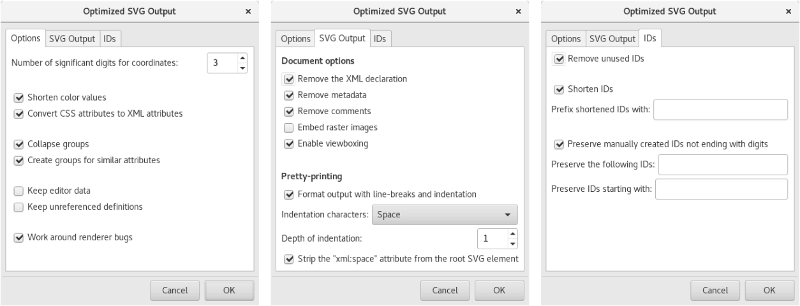 Optimized SVG Output
Options SVG Output IDs
Number of significant digits for coordinates: 3
Shorten color values
Convert CSS attributes to XML attributes
Collapse groups
Create groups for similar attributes
Keep editor data
Keep unreferenced definitions
Work around renderer bugs
Cancel OK
Optimized SVG Output
Options SVG Output IDs
Document options
Remove the XML declaration
Remove metadata
Remove comments
Embed raster images
Enable viewboxing
Pretty-printing
Format output with line-breaks and indentation
Indentation characters: Space
Depth of indentation: 1
Strip the "xml:space" attribute from the root SVG element
Cancel OK
Optimized SVG Output
Options SVG Output IDs
Remove unused IDs
Shorten IDs
Prefix shortened IDs with:
Preserve manually created IDs not ending with digits
Preserve the following IDs:
Preserve IDs starting with:
Cancel OK